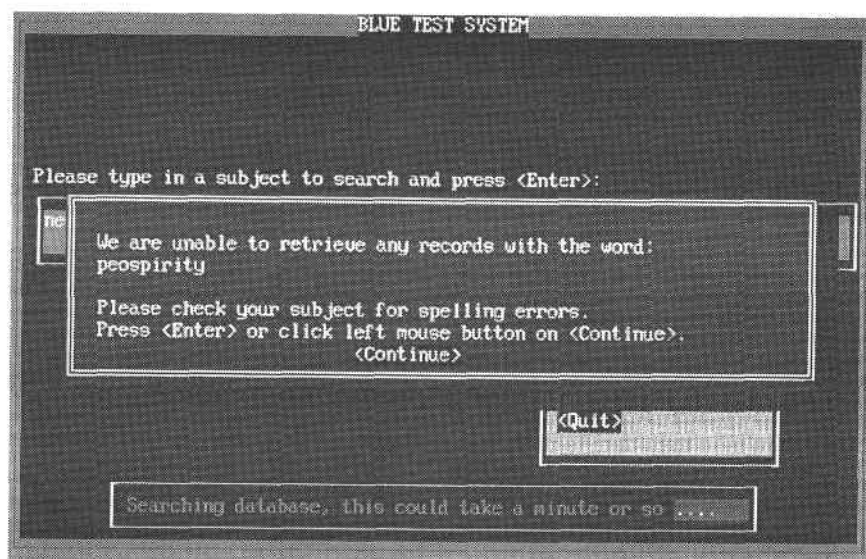 BLUE TEST SYSTEM
Please type in a subject to search and press <Enter>:
ne
We are unable to retrieve any records with the word:
peospirity
Please check your subject for spelling errors.
Press <Enter> or click left mouse button on <Continue>.
<Continue>
<Quit>
Searching database, this could take a minute or so ....